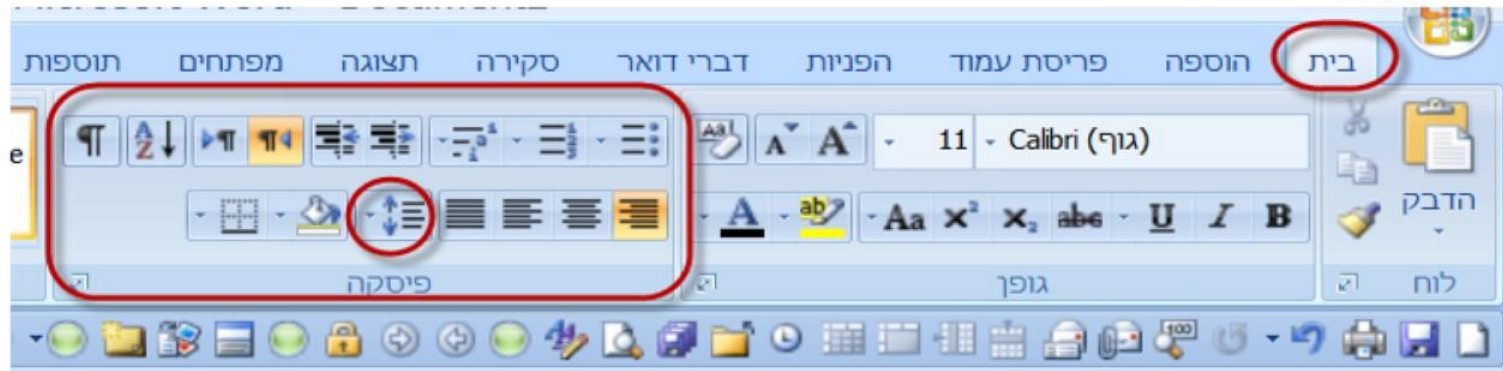 בית הוספה פריסת עמוד הפניות דברי דואר סקירה תצוגה מפתחים תוספות
Calibri (גוף) 11
הדבק
לוח גופן פיסקה